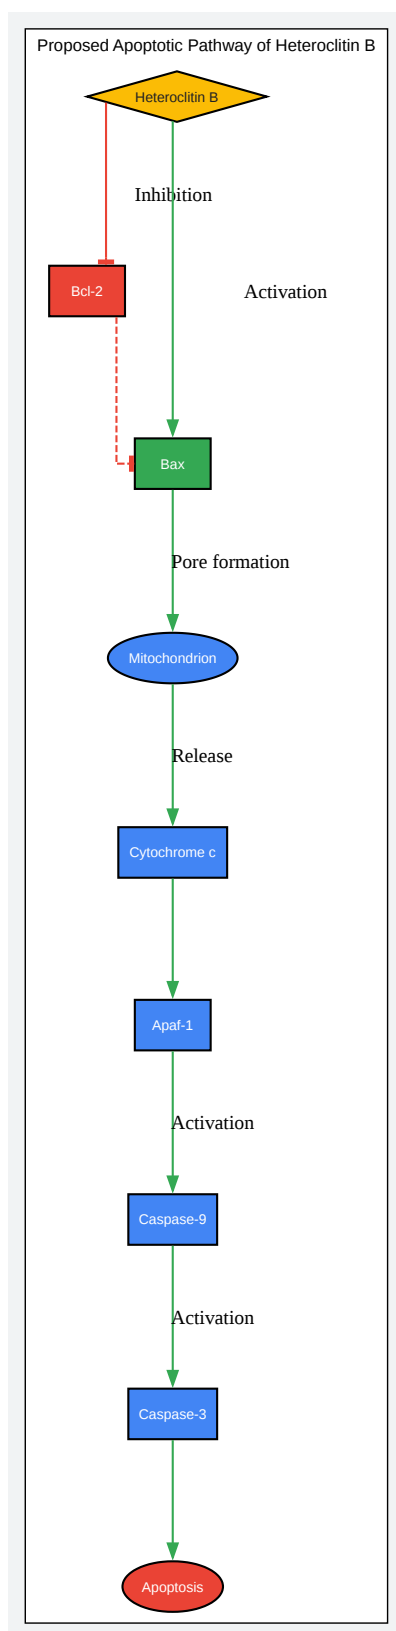 Proposed Apoptotic Pathway of Heteroclitin B
Heteroclitin B
Inhibition
Bcl-2
Activation
Bax
Pore formation
Mitochondrion
Release
Cytochrome c
Apaf-1
Activation
Caspase-9
Activation
Caspase-3
Apoptosis